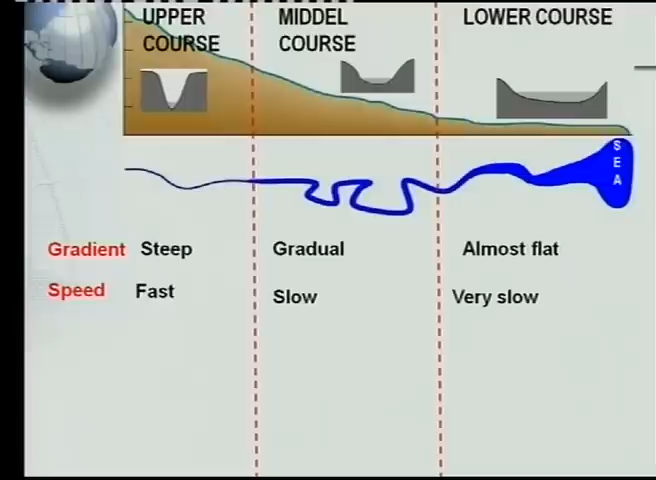 UPPER
COURSE
MIDDEL
COURSE
LOWER COURSE
S
E
A
Gradient Steep Gradual Almost flat
Speed Fast Slow Very slow